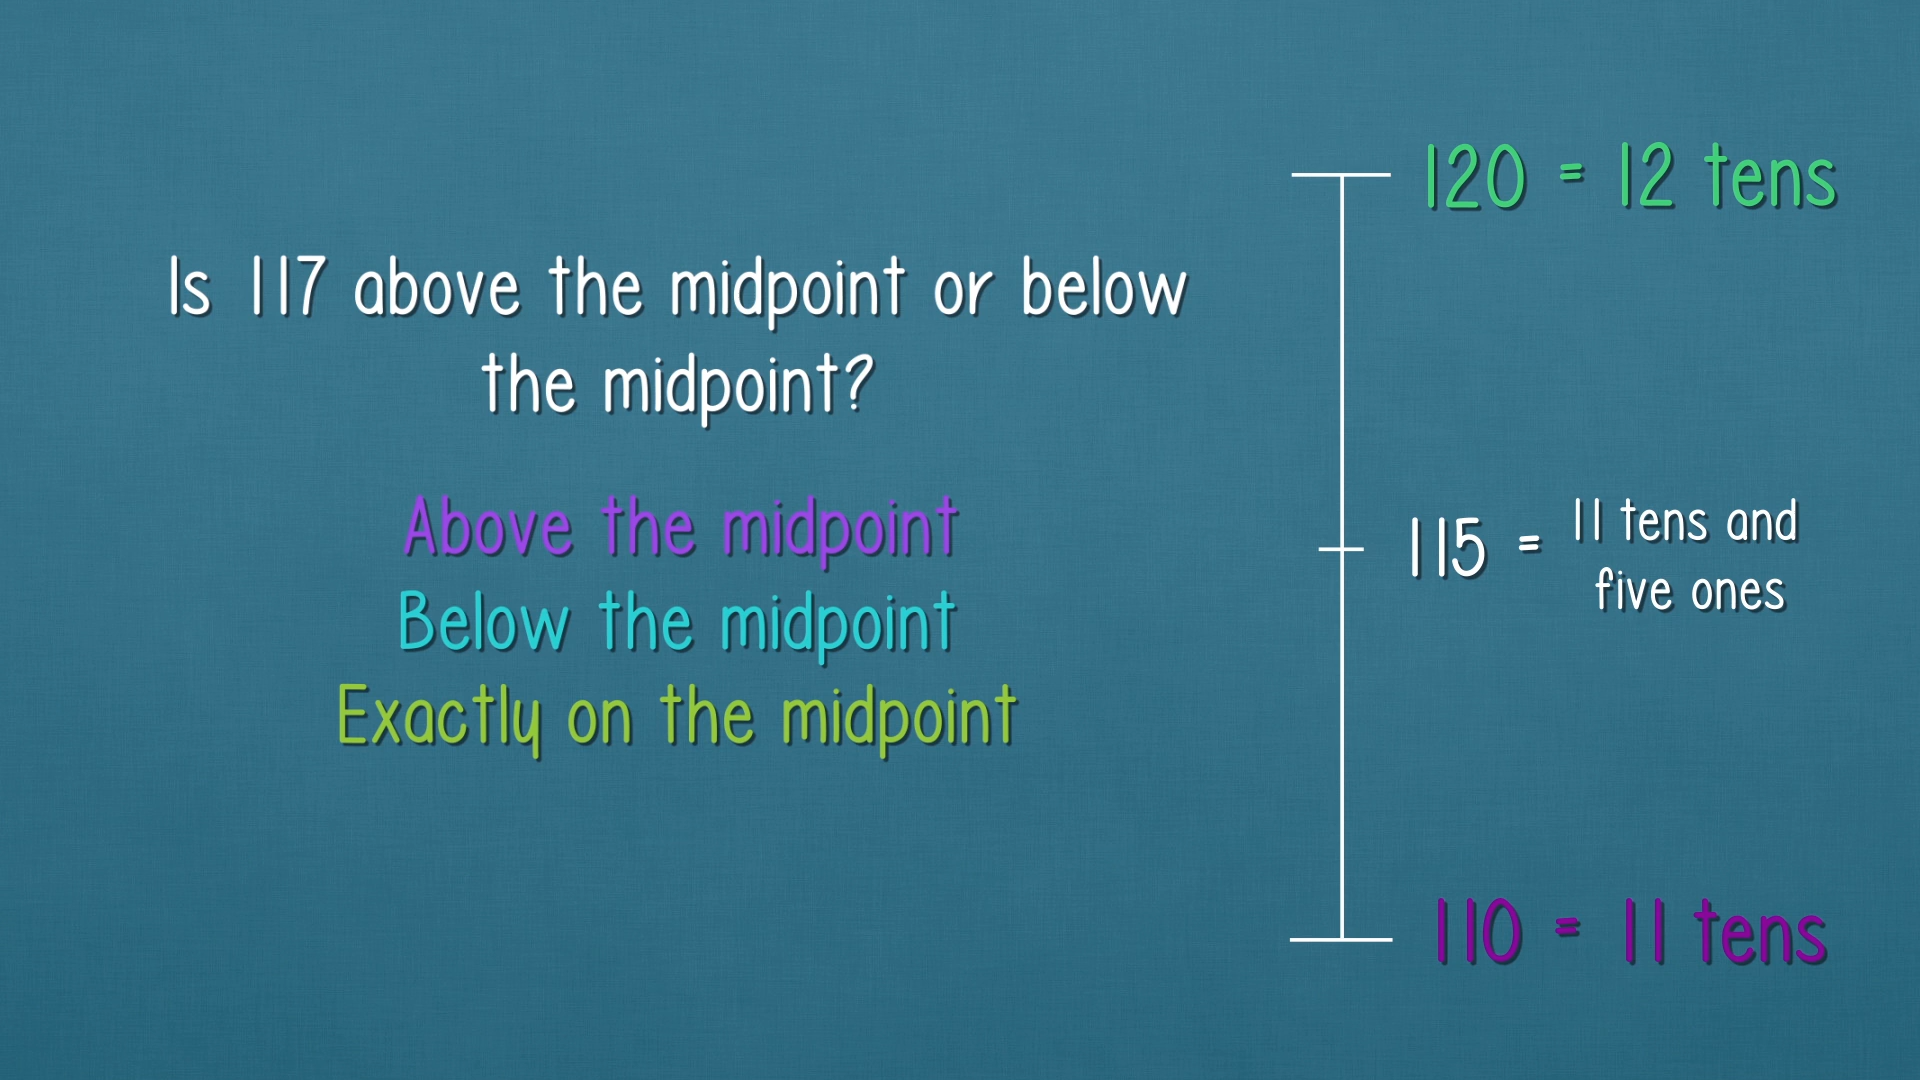 Is 117 above the midpoint or below
the midpoint?
Above the midpoint
Below the midpoint
Exactly on the midpoint
120 = 12 tens
115 = 11 tens and
five ones
110 = 11 tens